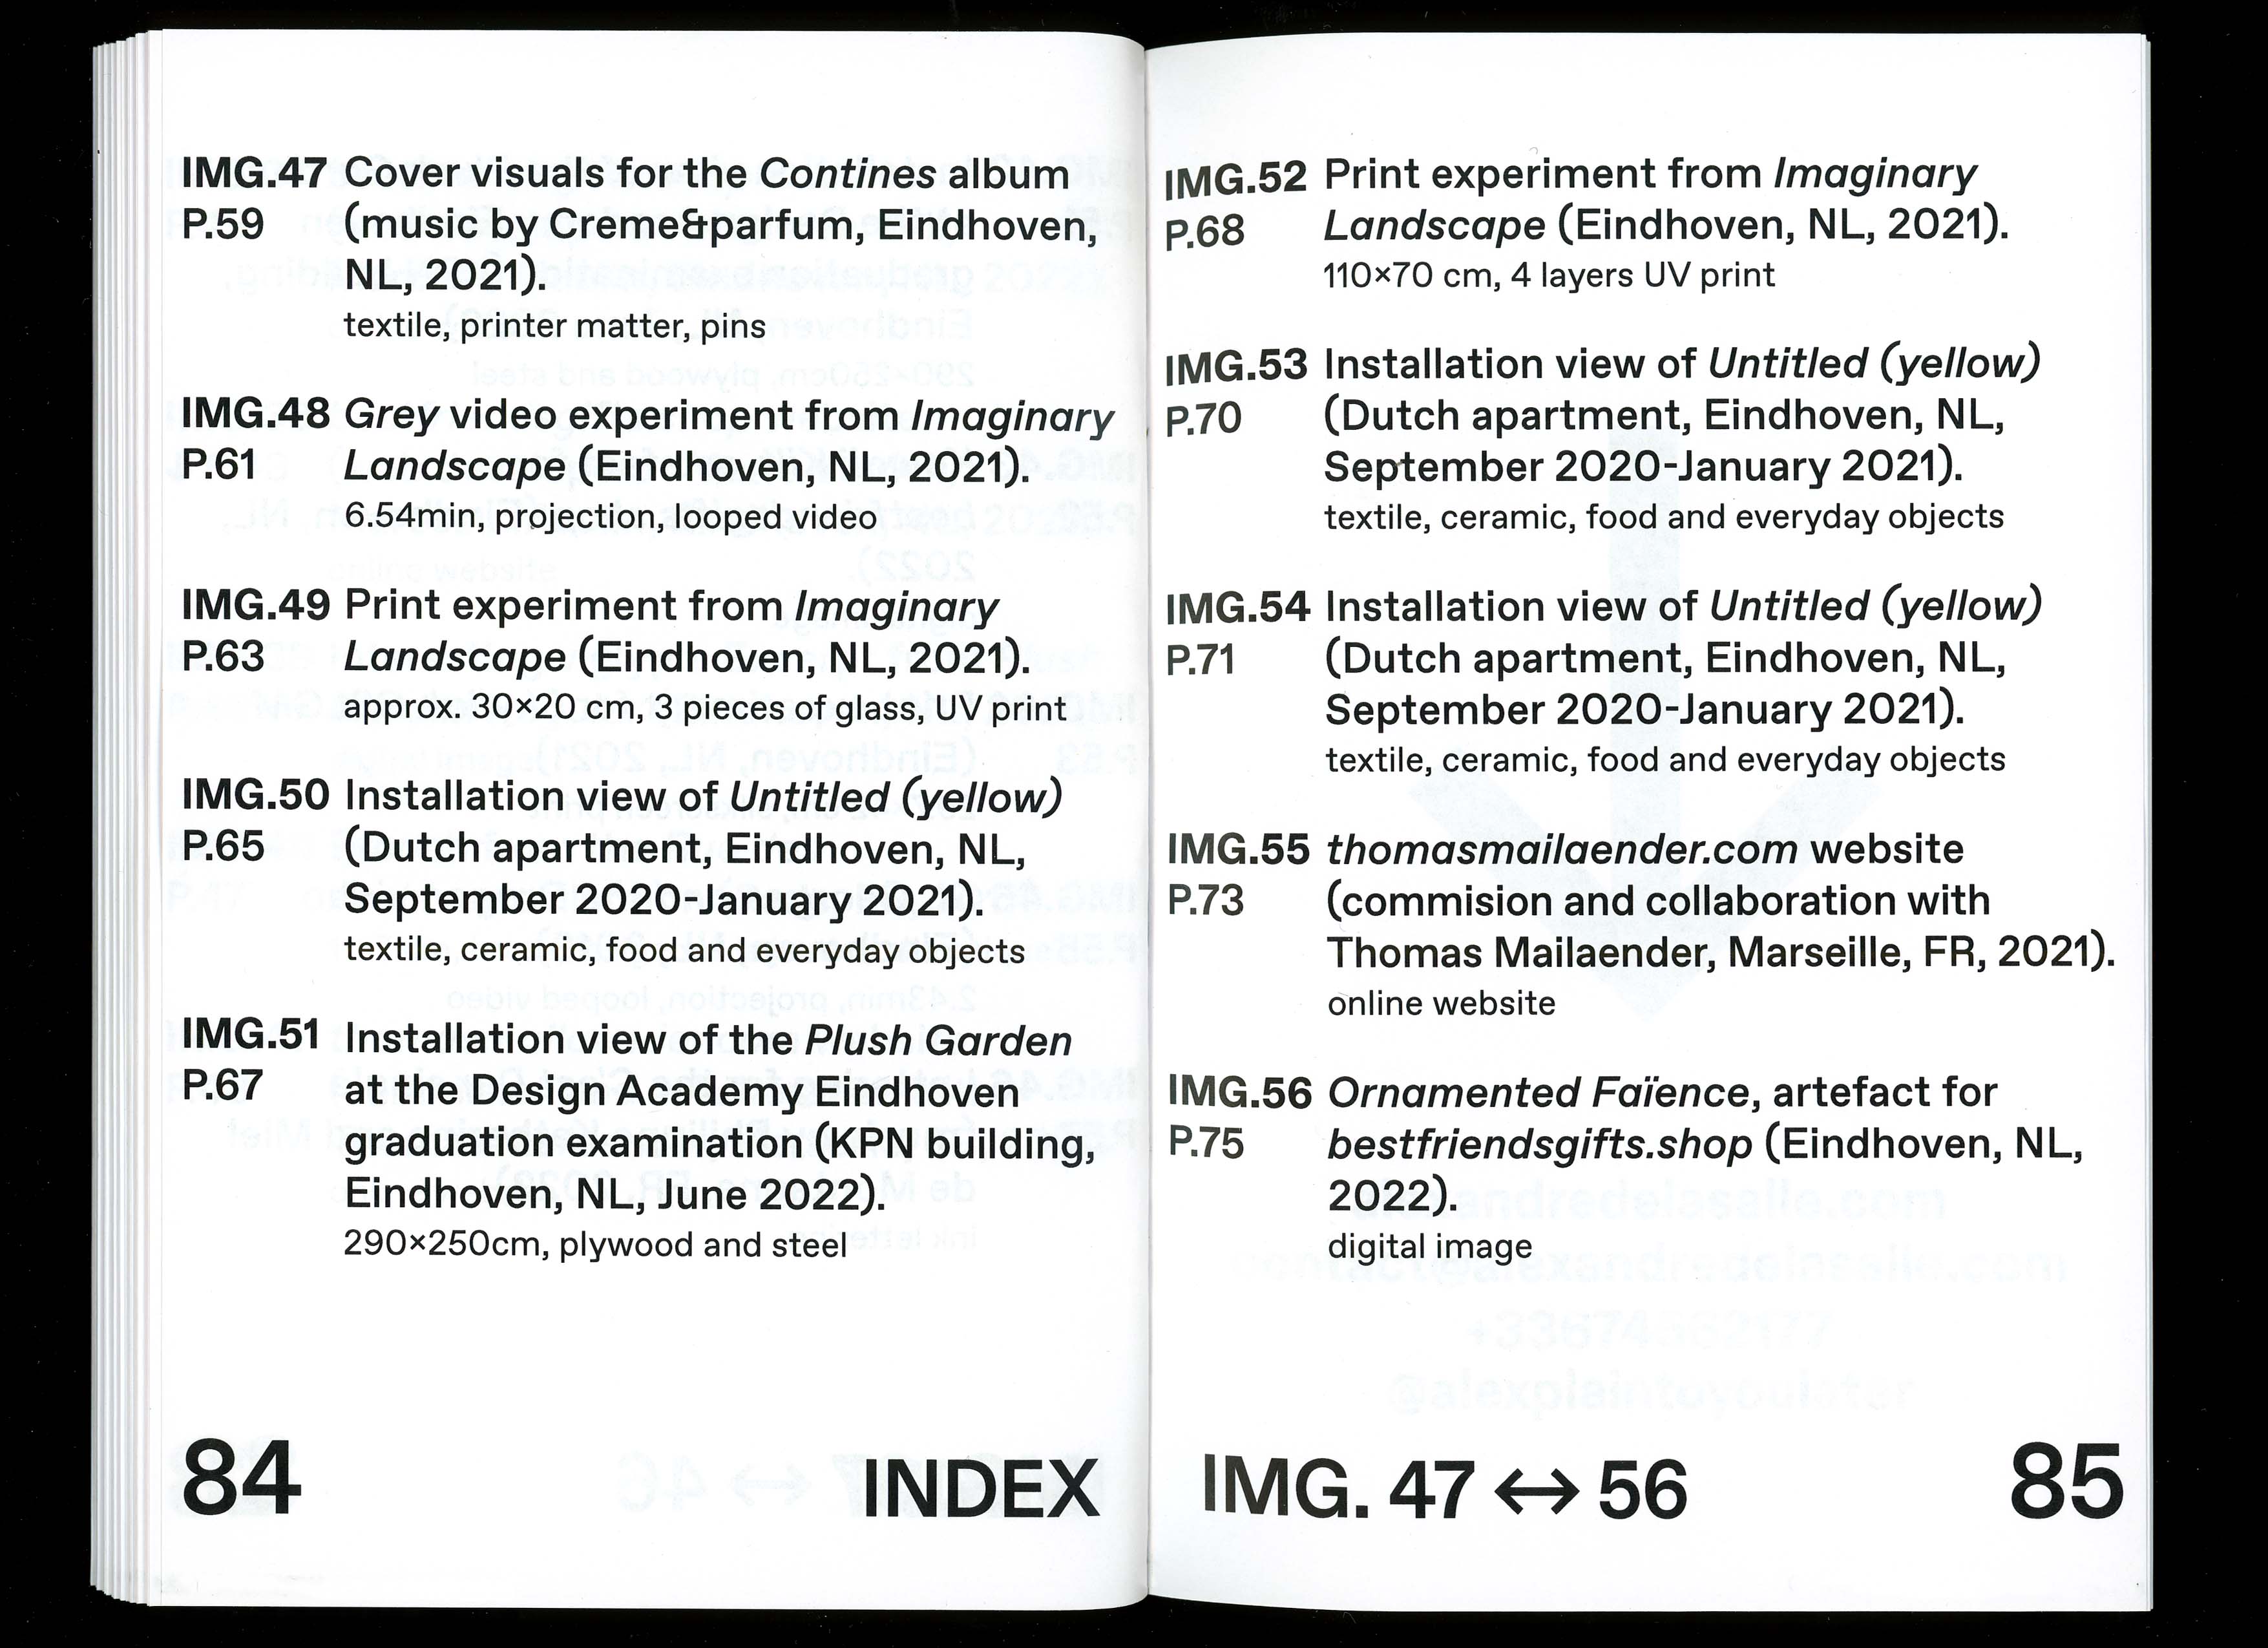 IMG.47 Cover visuals for the Contines album
P.59 (music by Creme&parfum, Eindhoven,
NL, 2021).
textile, printer matter, pins
IMG.48 Grey video experiment from Imaginary
P.61 Landscape (Eindhoven, NL, 2021).
6.54min, projection, looped video
IMG.49 Print experiment from Imaginary
P.63 Landscape (Eindhoven, NL, 2021).
approx. 30×20 cm, 3 pieces of glass, UV print
IMG.50 Installation view of Untitled (yellow)
P.65 (Dutch apartment, Eindhoven, NL,
September 2020-January 2021).
textile, ceramic, food and everyday objects
IMG.51 Installation view of the Plush Garden
P.67 at the Design Academy Eindhoven
graduation examination (KPN building,
Eindhoven, NL, June 2022).
290×250cm, plywood and steel
84 INDEX
IMG.52 Print experiment from Imaginary
P.68 Landscape (Eindhoven, NL, 2021).
110×70 cm, 4 layers UV print
IMG.53 Installation view of Untitled (yellow)
P.70 (Dutch apartment, Eindhoven, NL,
September 2020-January 2021).
textile, ceramic, food and everyday objects
IMG.54 Installation view of Untitled (yellow)
P.71 (Dutch apartment, Eindhoven, NL,
September 2020-January 2021).
textile, ceramic, food and everyday objects
IMG.55 thomasmailaender.com website
P.73 (commision and collaboration with
Thomas Mailaender, Marseille, FR, 2021).
online website
IMG.56 Ornamented Faïence, artefact for
P.75 bestfriendsgifts.shop (Eindhoven, NL,
2022).
digital image
IMG. 47 ↔ 56 85